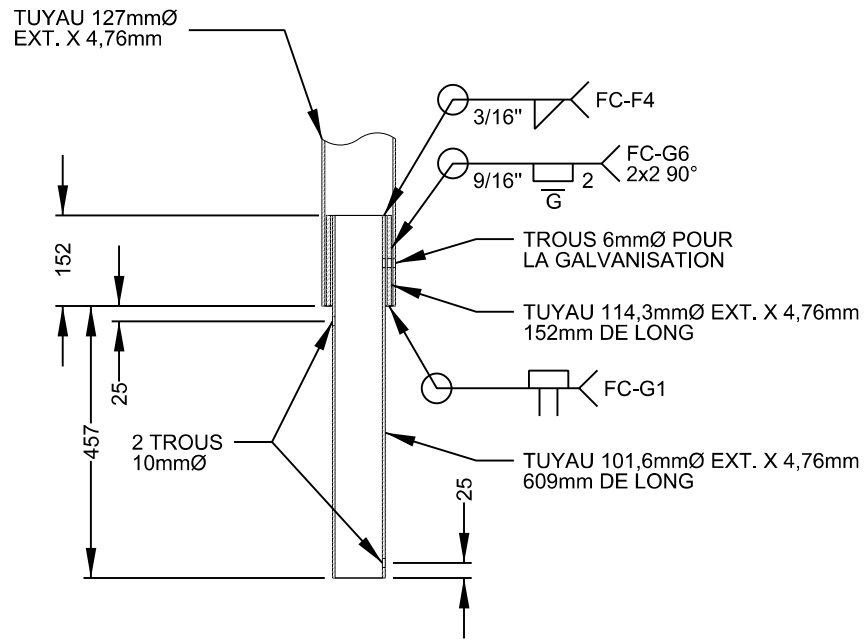 TUYAU 127mmØ
EXT. X 4,76mm
3/16" FC-F4
FC-G6
9/16" 2 2x2 90°
G
TROUS 6mmØ POUR
LA GALVANISATION
152
TUYAU 114,3mmØ EXT. X 4,76mm
152mm DE LONG
25
FC-G1
457
2 TROUS
10mmØ
TUYAU 101,6mmØ EXT. X 4,76mm
609mm DE LONG
25